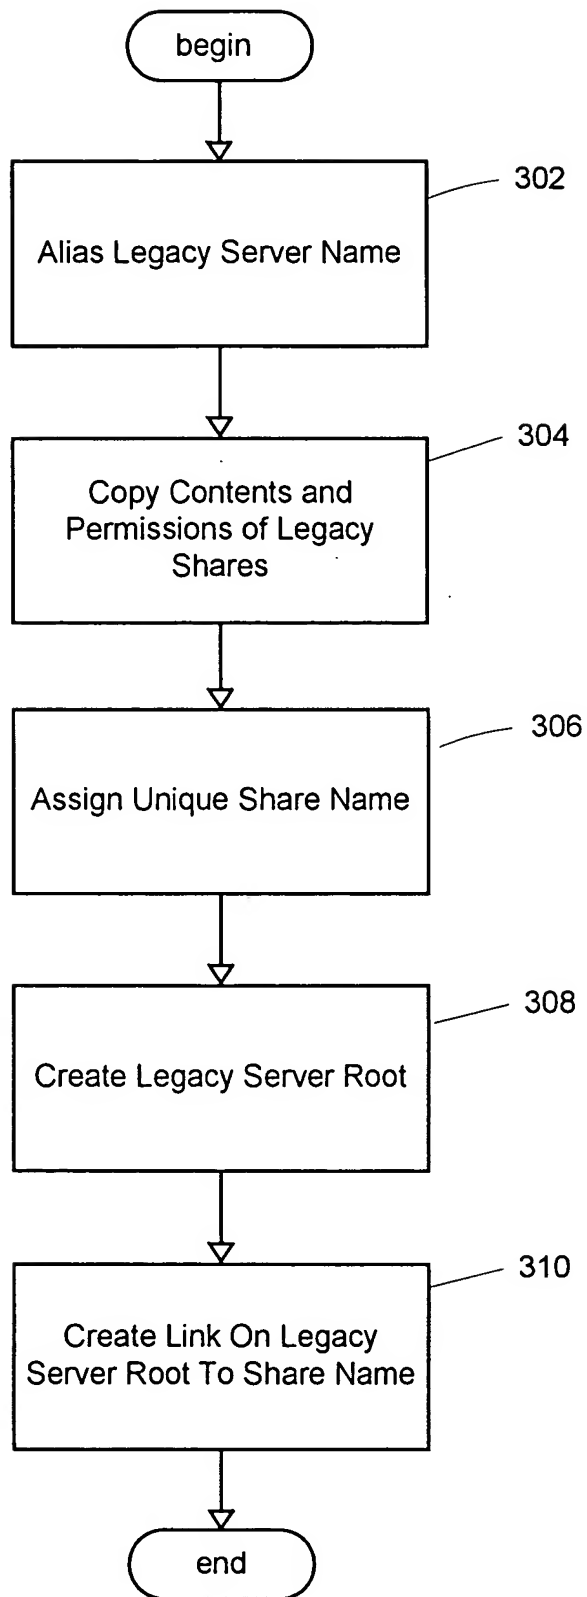 begin
302
Alias Legacy Server Name
304
Copy Contents and
Permissions of Legacy
Shares
306
Assign Unique Share Name
308
Create Legacy Server Root
310
Create Link On Legacy
Server Root To Share Name
end